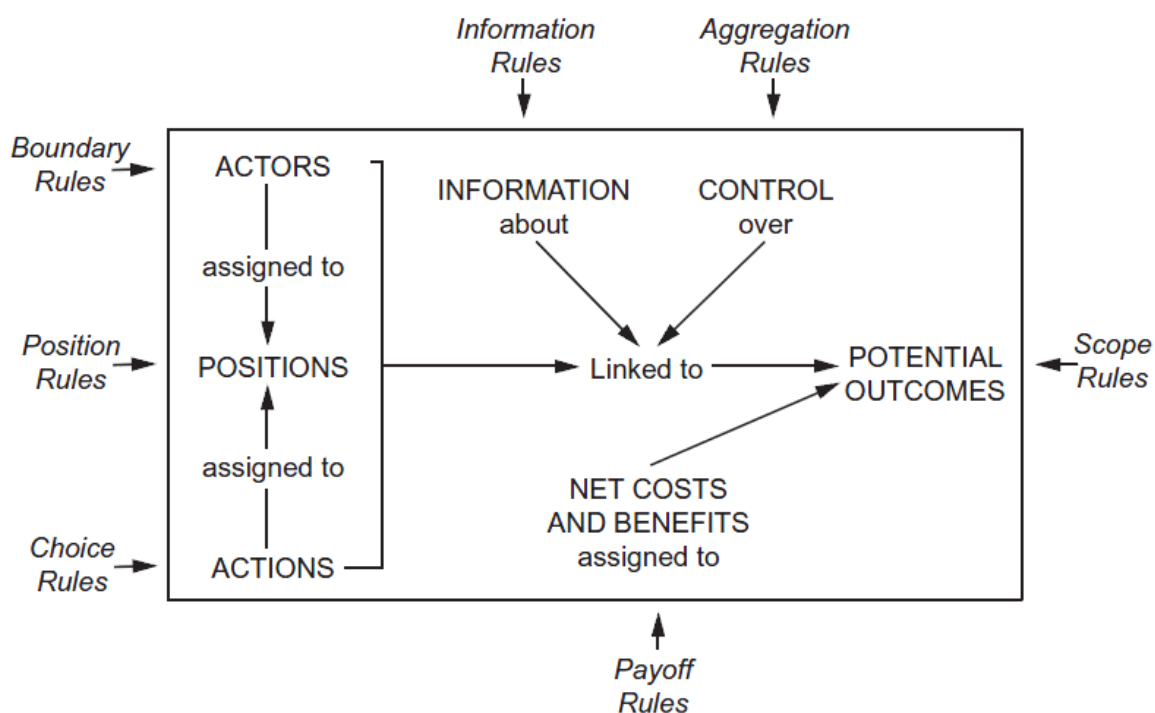 Information
Rules
Aggregation
Rules
Boundary
Rules
ACTORS
INFORMATION
about
CONTROL
over
assigned to
Position
Rules
POSITIONS
Linked to
POTENTIAL
OUTCOMES
Scope
Rules
assigned to
NET COSTS
AND BENEFITS
assigned to
Choice
Rules
ACTIONS
Payoff
Rules